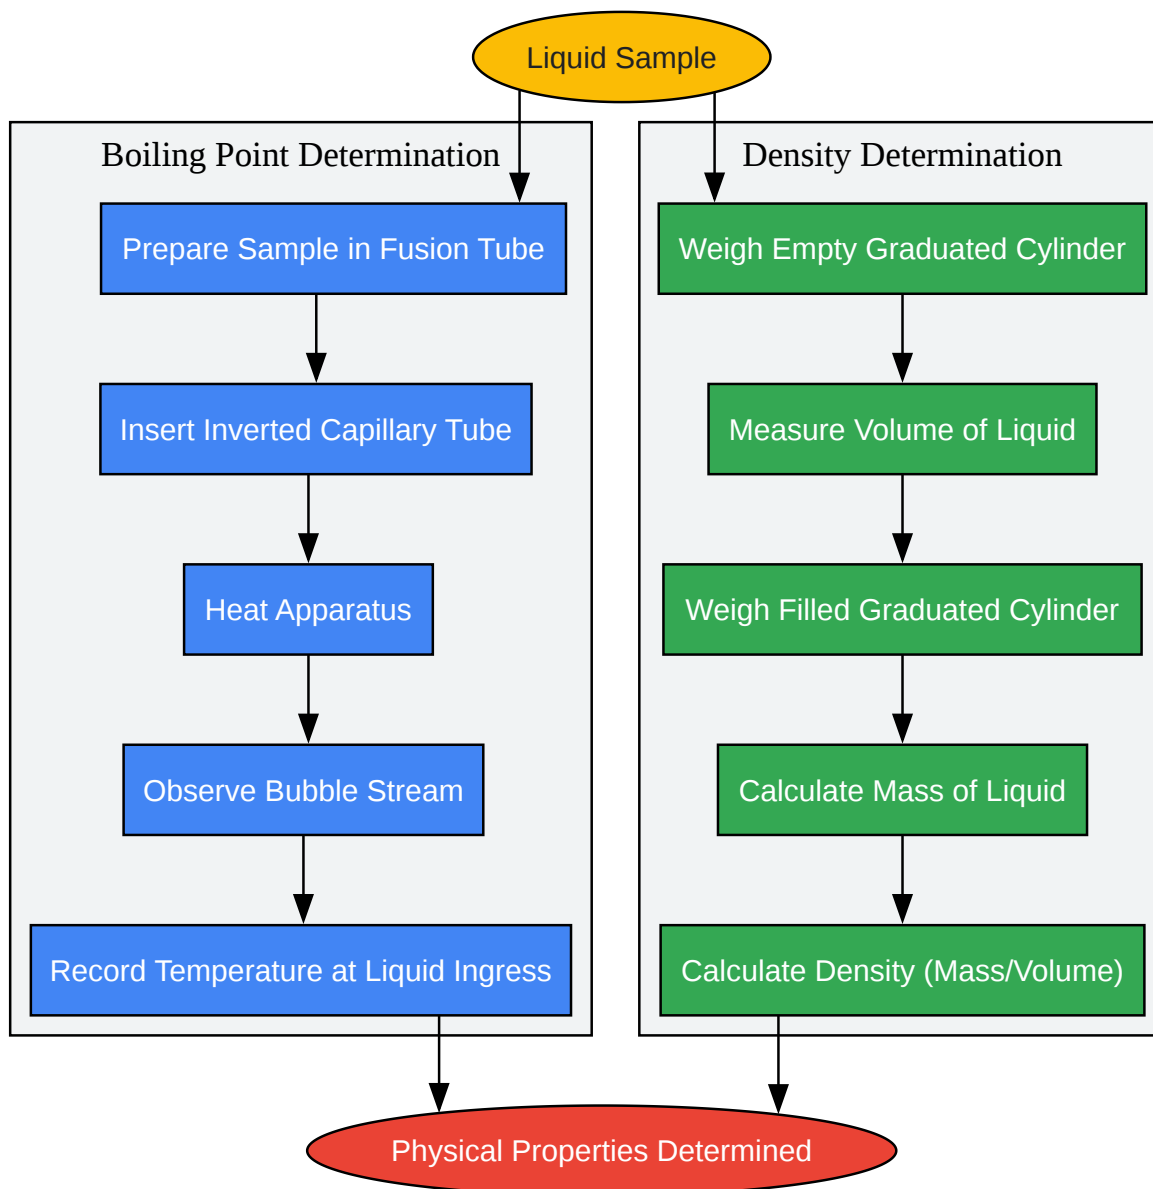 Liquid Sample
Boiling Point Determination
Prepare Sample in Fusion Tube
Insert Inverted Capillary Tube
Heat Apparatus
Observe Bubble Stream
Record Temperature at Liquid Ingress
Density Determination
Weigh Empty Graduated Cylinder
Measure Volume of Liquid
Weigh Filled Graduated Cylinder
Calculate Mass of Liquid
Calculate Density (Mass/Volume)
Physical Properties Determined